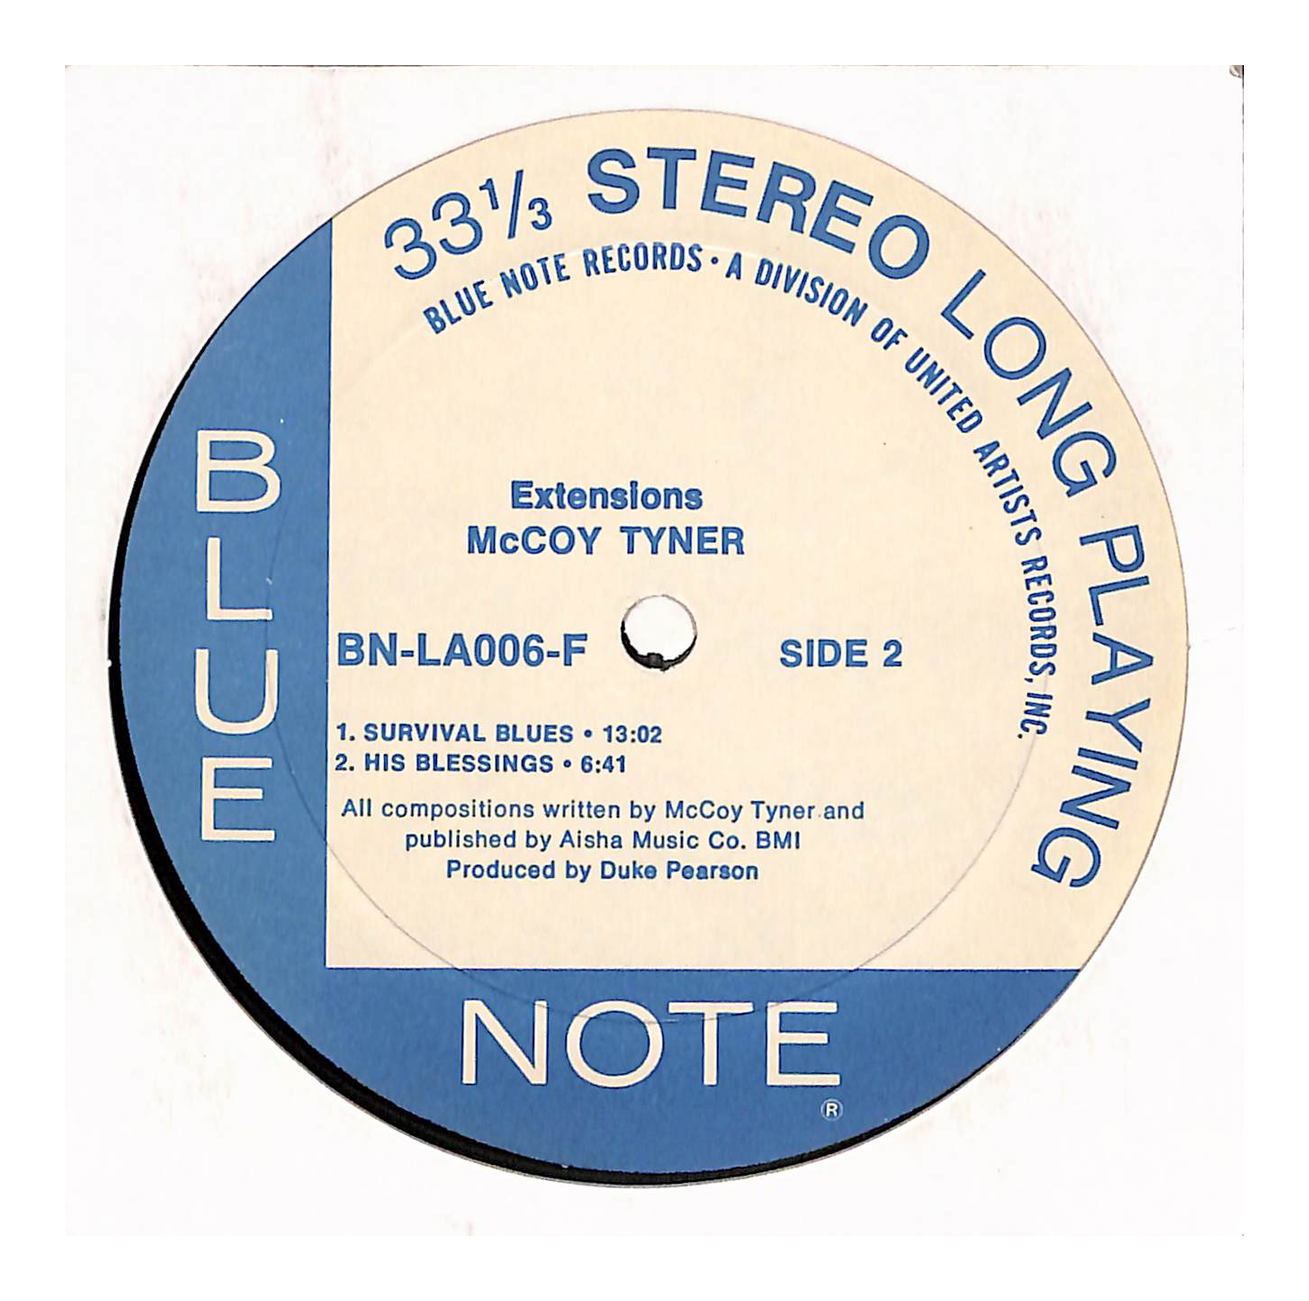 33⅓ STEREO LONG PLAYING
BLUE NOTE RECORDS • A DIVISION OF UNITED ARTISTS RECORDS, INC.
BLUE
Extensions
McCOY TYNER
BN-LA006-F SIDE 2
1. SURVIVAL BLUES • 13:02
2. HIS BLESSINGS • 6:41
All compositions written by McCoy Tyner and
published by Aisha Music Co. BMI
Produced by Duke Pearson
NOTE
®